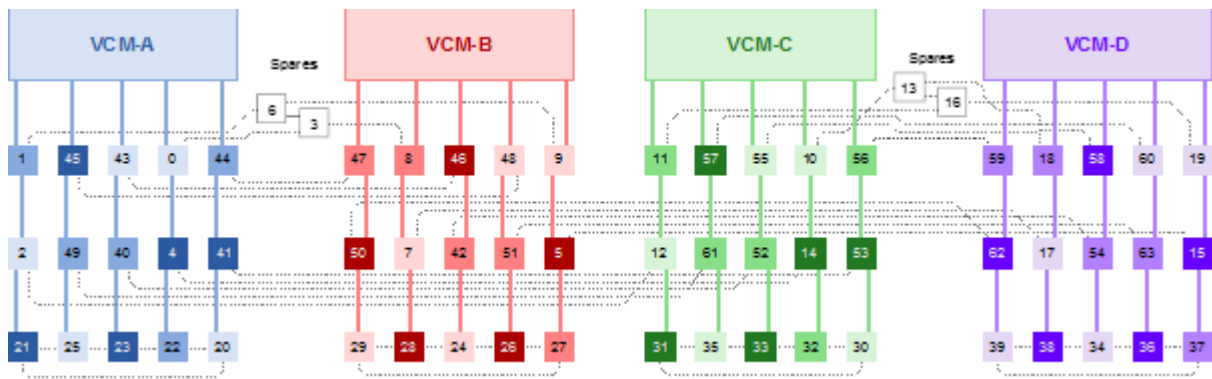 VCM-A VCM-B VCM-C VCM-D
Spares Spares
6 13
3 16
1 45 43 0 44 47 8 46 48 9 11 57 55 10 56 59 18 58 60 19
2 49 40 4 41 50 7 42 51 5 12 61 52 14 53 62 17 54 63 15
21 25 23 22 20 29 28 24 26 27 31 35 33 32 30 39 38 34 36 37